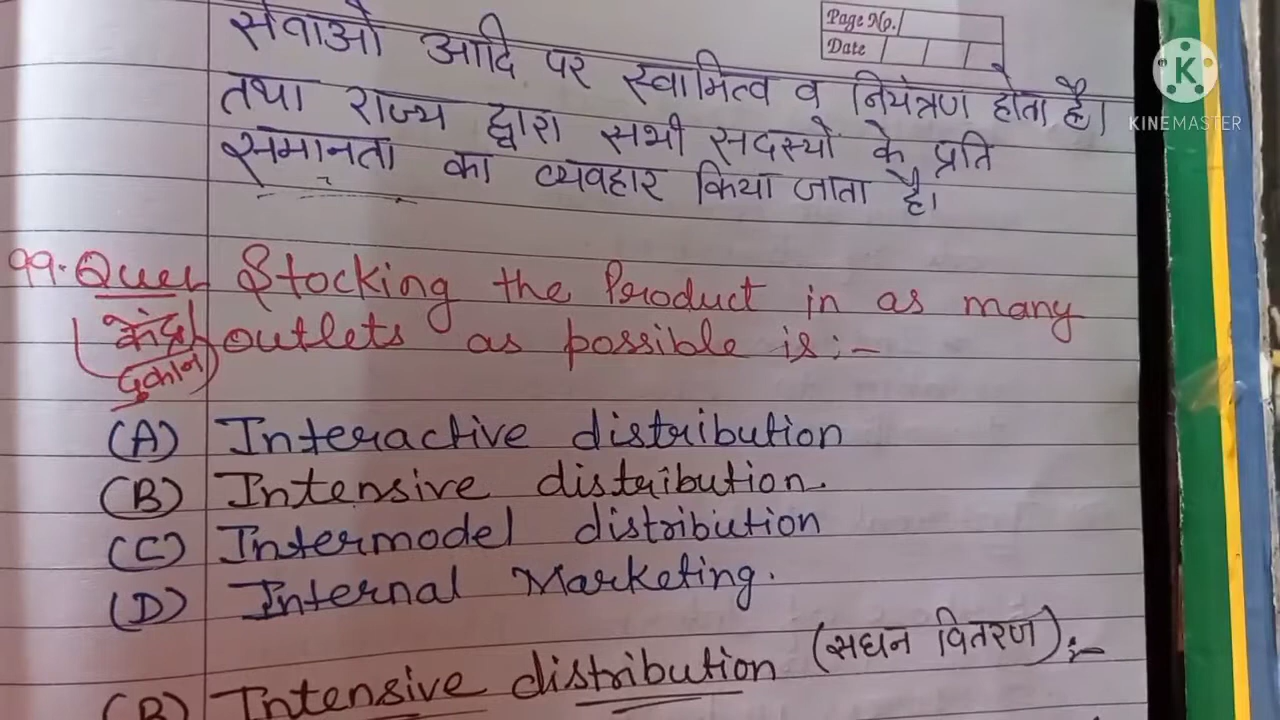 Page No.
Date
सेवाओं आदि पर स्वामित्व व नियंत्रण होता है।
तथा राज्य द्वारा सभी सदस्यों के प्रति
समानता का व्यवहार किया जाता है।
99. Ques Stocking the Product in as many
केंद्र outlets as possible is:-
दुकान
(A) Interactive distribution
(B) Intensive distribution.
(C) Intermodel distribution
(D) Internal Marketing.
(B) Intensive distribution (सघन वितरण):-
K
KINEMASTER